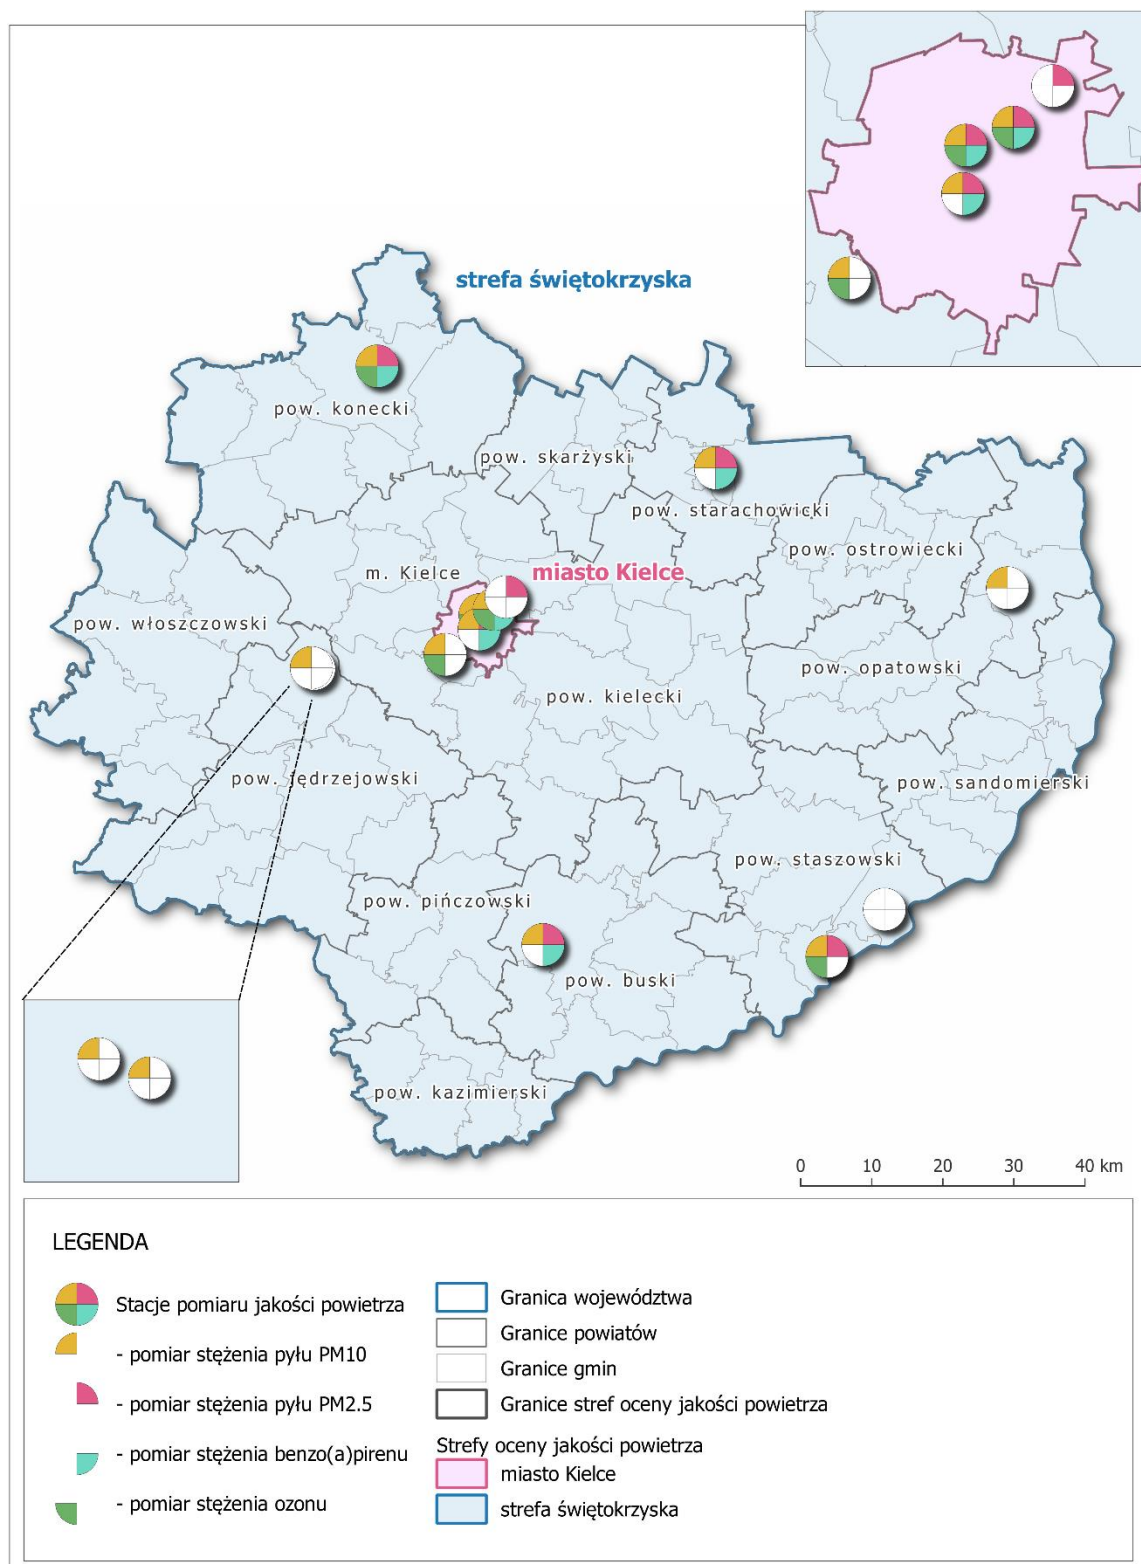 strefa świętokrzyska
pow. konecki
pow. skarżyski
pow. starachowicki
pow. ostrowiecki
m. Kielce
miasto Kielce
pow. włoszczowski
pow. opatowski
pow. kielecki
pow. jędrzejowski
pow. sandomierski
pow. staszowski
pow. pińczowski
pow. buski
pow. kazimierski
0 10 20 30 40 km
LEGENDA
Stacje pomiaru jakości powietrza
- pomiar stężenia pyłu PM10
- pomiar stężenia pyłu PM2.5
- pomiar stężenia benzo(a)pirenu
- pomiar stężenia ozonu
Granica województwa
Granice powiatów
Granice gmin
Granice stref oceny jakości powietrza
Strefy oceny jakości powietrza
miasto Kielce
strefa świętokrzyska